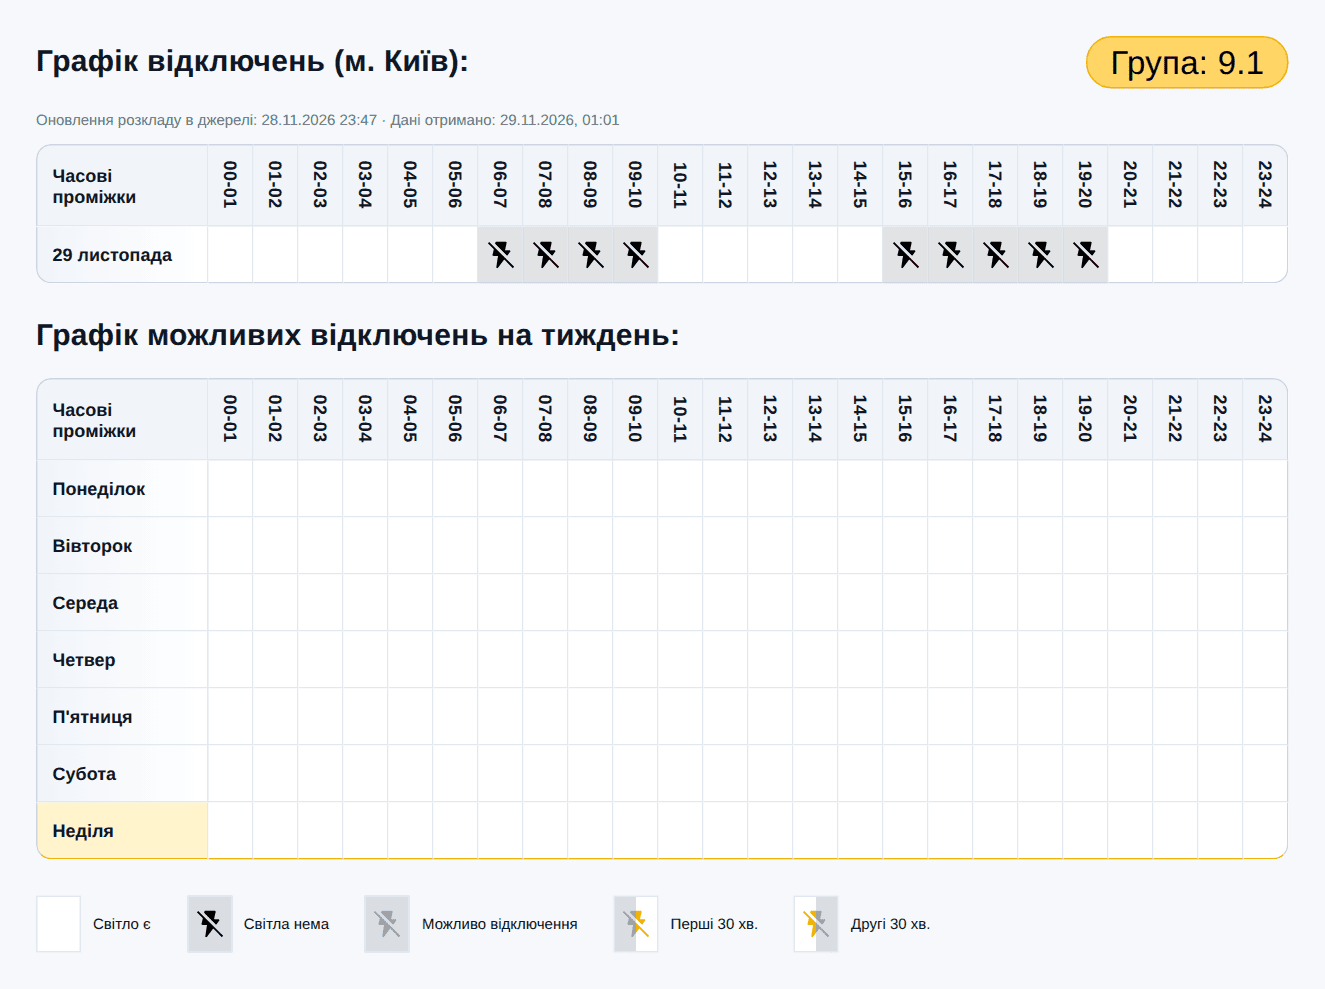 Графік відключень (м. Київ):
Група: 9.1
Оновлення розкладу в джерелі: 28.11.2026 23:47 · Дані отримано: 29.11.2026, 01:01
Часові проміжки 00-01 01-02 02-03 03-04 04-05 05-06 06-07 07-08 08-09 09-10 10-11 11-12 12-13 13-14 14-15 15-16 16-17 17-18 18-19 19-20 20-21 21-22 22-23 23-24
29 листопада
Графік можливих відключень на тиждень:
Часові проміжки 00-01 01-02 02-03 03-04 04-05 05-06 06-07 07-08 08-09 09-10 10-11 11-12 12-13 13-14 14-15 15-16 16-17 17-18 18-19 19-20 20-21 21-22 22-23 23-24
Понеділок
Вівторок
Середа
Четвер
П'ятниця
Субота
Неділя
Світло є Світла нема Можливо відключення Перші 30 хв. Другі 30 хв.